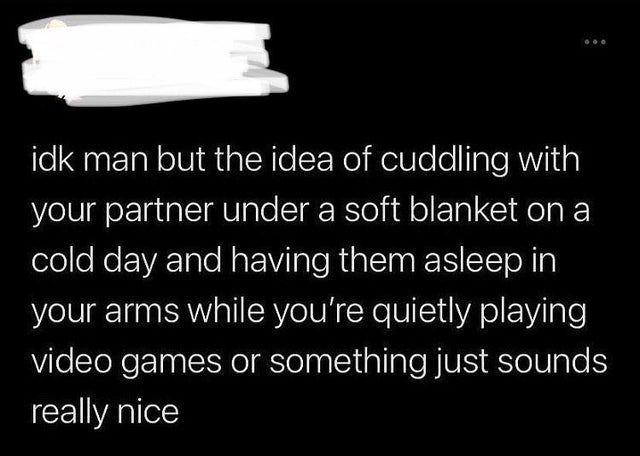 idk man but the idea of cuddling with
your partner under a soft blanket on a
cold day and having them asleep in
your arms while you're quietly playing
video games or something just sounds
really nice